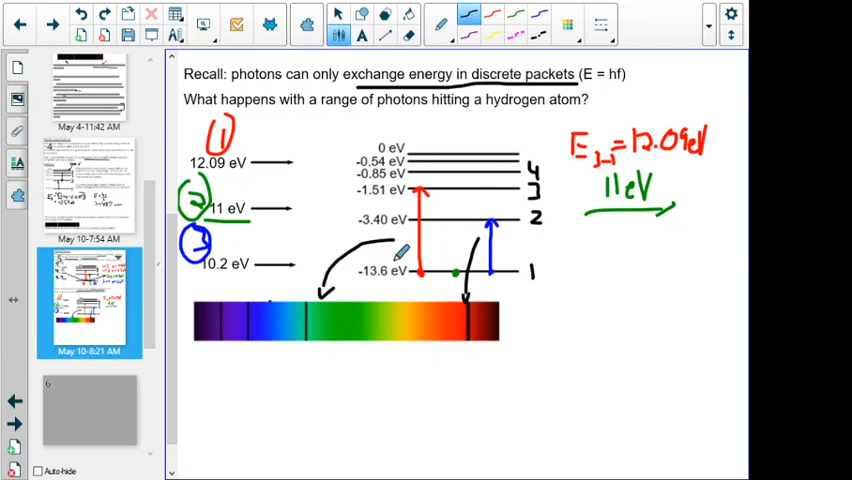 Recall: photons can only exchange energy in discrete packets (E = hf)
What happens with a range of photons hitting a hydrogen atom?
1
12.09 eV
2
11 eV
3
10.2 eV
0 eV
-0.54 eV
-0.85 eV 4
-1.51 eV 3
-3.40 eV 2
-13.6 eV 1
E3→1=12.09eV
11eV
May 4-11:42 AM
May 10-7:54 AM
May 10-8:21 AM
6
Auto-hide